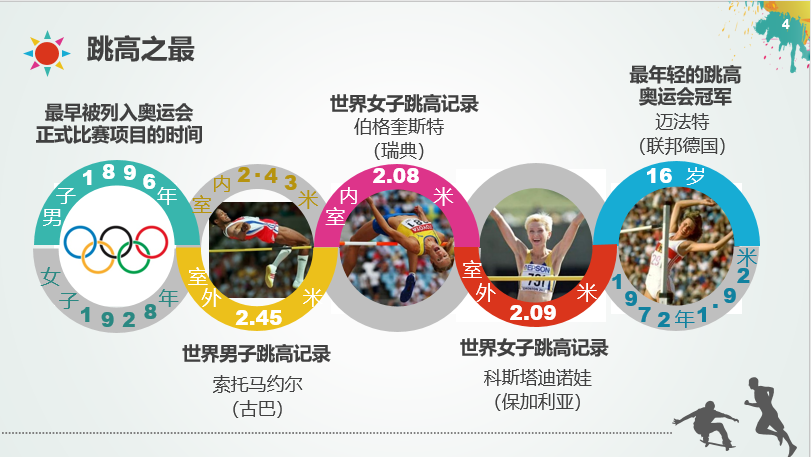 4
跳高之最
最早被列入奥运会
正式比赛项目的时间
男子1896年
女子1928年
室内2.43米
室外2.45米
世界男子跳高记录
索托马约尔
（古巴）
世界女子跳高记录
伯格奎斯特
（瑞典）
室内2.08米
室外2.09米
世界女子跳高记录
科斯塔迪诺娃
（保加利亚）
最年轻的跳高
奥运会冠军
迈法特
（联邦德国）
16岁
1972年1.92米